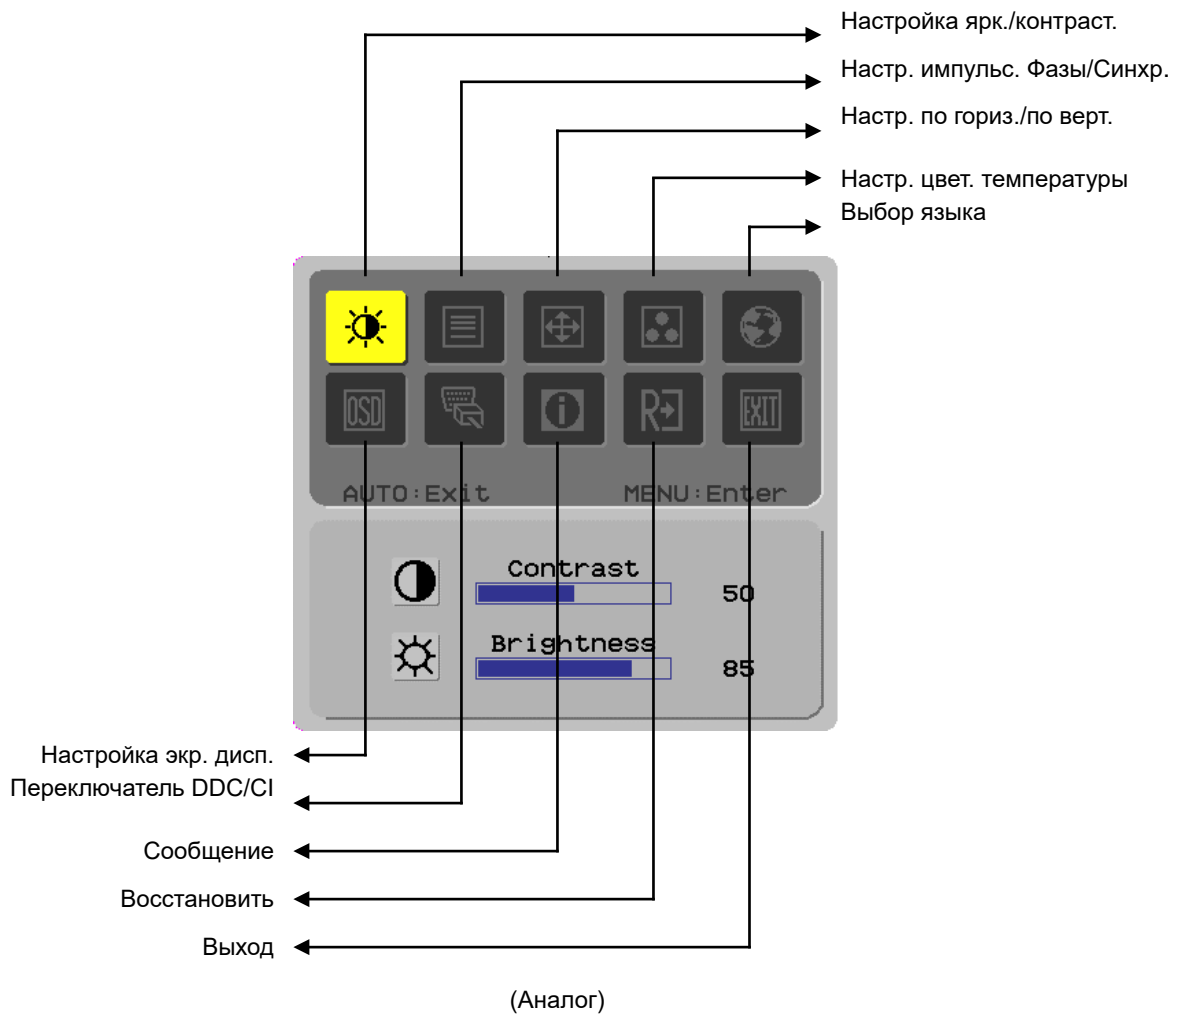 Настройка ярк./контраст.
Настр. импульс. Фазы/Синхр.
Настр. по гориз./по верт.
Настр. цвет. температуры
Выбор языка
OSD
i
R
EXIT
AUTO:Exit MENU:Enter
Contrast
50
Brightness
85
Настройка экр. дисп.
Переключатель DDC/CI
Сообщение
Восстановить
Выход
(Аналог)